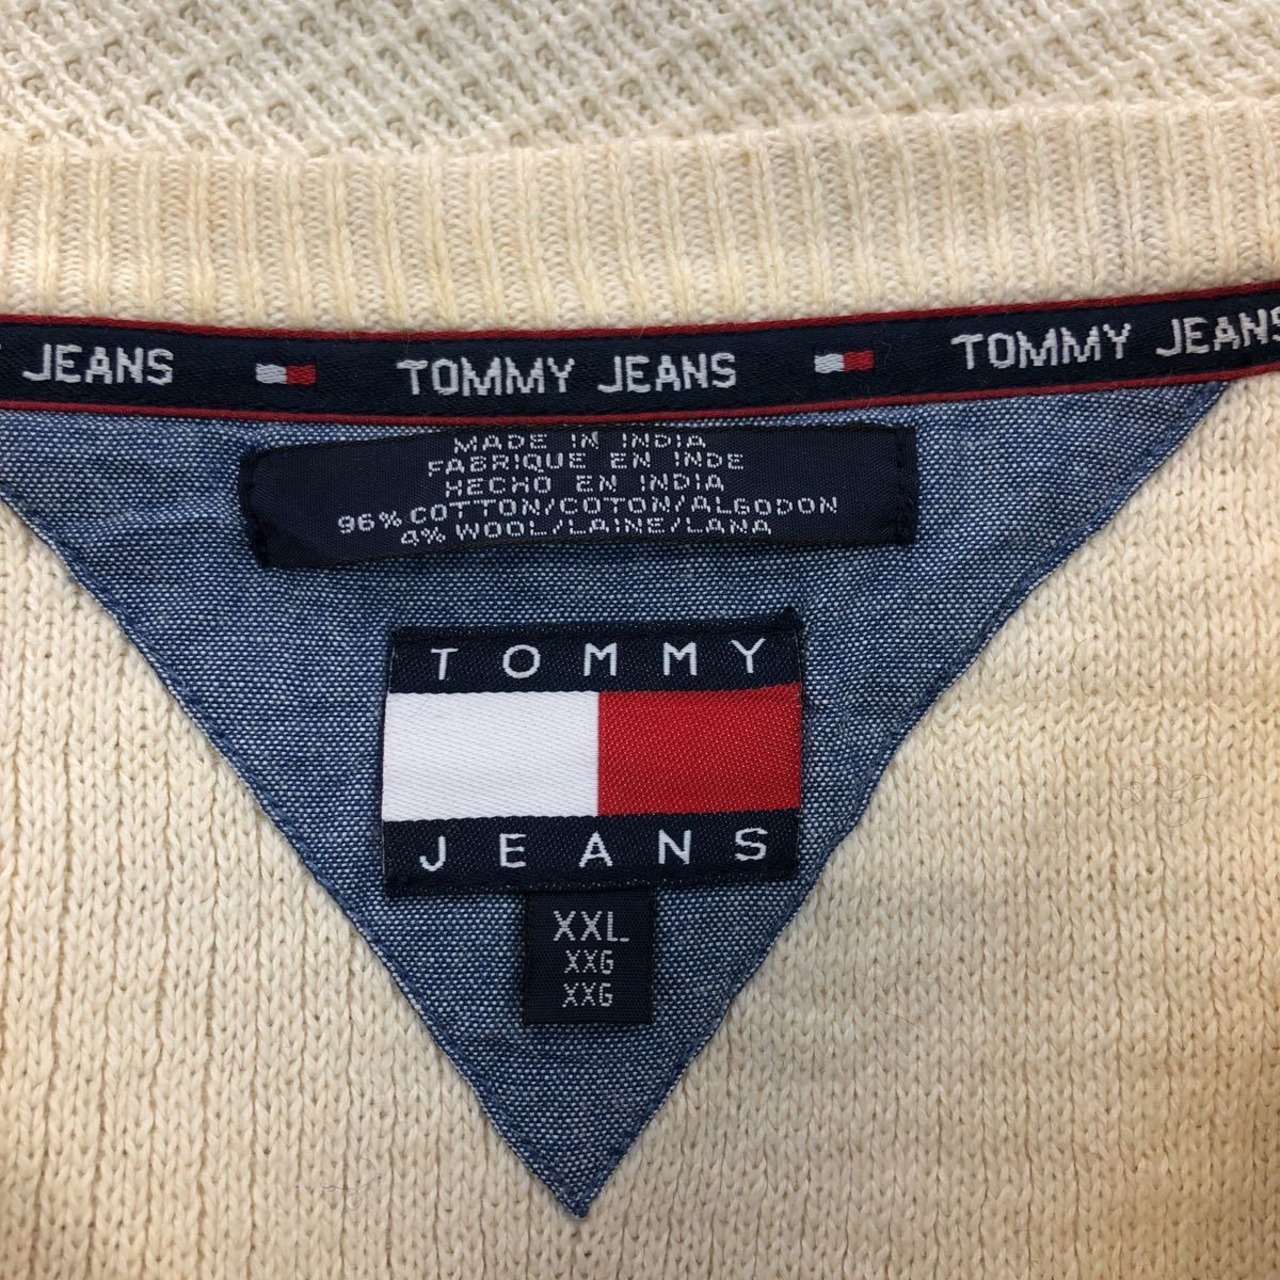 JEANS TOMMY JEANS TOMMY JEANS
MADE IN INDIA
FABRIQUE EN INDE
HECHO EN INDIA
96% COTTON/COTON/ALGODON
4% WOOL/LAINE/LANA
TOMMY
JEANS
XXL
XXG
XXG